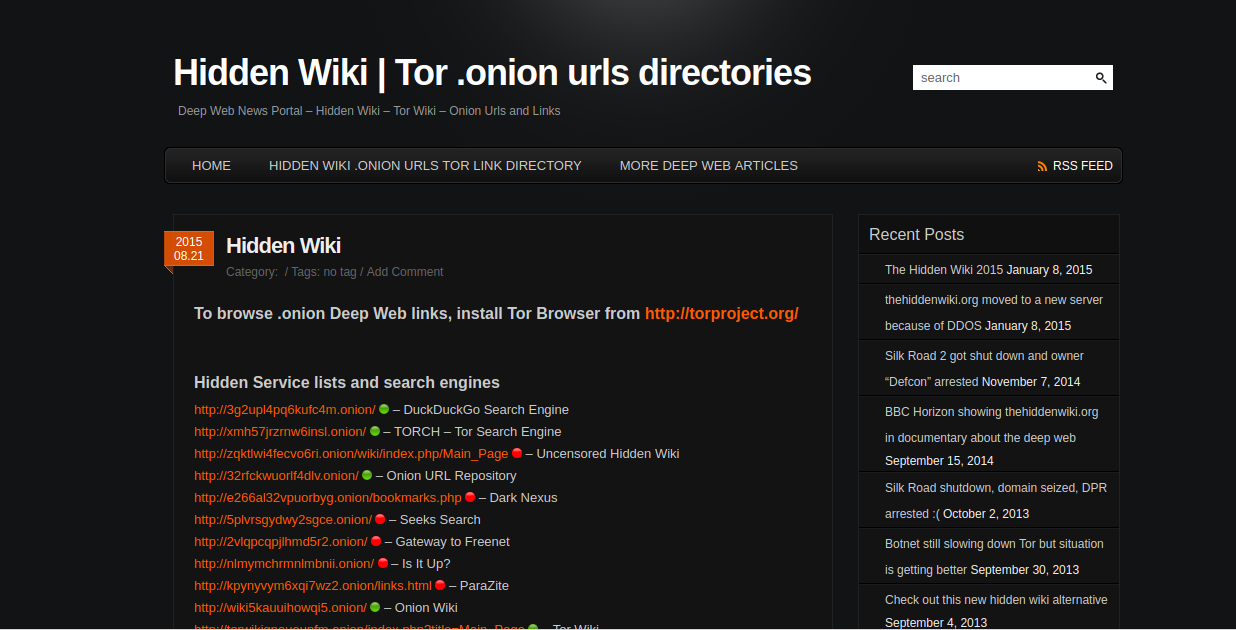 Hidden Wiki | Tor .onion urls directories
search
Deep Web News Portal – Hidden Wiki – Tor Wiki – Onion Urls and Links
HOME
HIDDEN WIKI .ONION URLS TOR LINK DIRECTORY
MORE DEEP WEB ARTICLES
RSS FEED
2015
08.21
Hidden Wiki
Category:  / Tags: no tag / Add Comment
To browse .onion Deep Web links, install Tor Browser from http://torproject.org/
Hidden Service lists and search engines
http://3g2upl4pq6kufc4m.onion/ – DuckDuckGo Search Engine
http://xmh57jrzrnw6insl.onion/ – TORCH – Tor Search Engine
http://zqktlwi4fecvo6ri.onion/wiki/index.php/Main_Page – Uncensored Hidden Wiki
http://32rfckwuorlf4dlv.onion/ – Onion URL Repository
http://e266al32vpuorbyg.onion/bookmarks.php – Dark Nexus
http://5plvrsgydwy2sgce.onion/ – Seeks Search
http://2vlqpcqpjlhmd5r2.onion/ – Gateway to Freenet
http://nlmymchrmnlmbnii.onion/ – Is It Up?
http://kpynyvym6xqi7wz2.onion/links.html – ParaZite
http://wiki5kauuihowqi5.onion/ – Onion Wiki
http://torwikignoueupfm.onion/index.php?title=Main_Page – Tor Wiki
Recent Posts
The Hidden Wiki 2015 January 8, 2015
thehiddenwiki.org moved to a new server
because of DDOS January 8, 2015
Silk Road 2 got shut down and owner
“Defcon” arrested November 7, 2014
BBC Horizon showing thehiddenwiki.org
in documentary about the deep web
September 15, 2014
Silk Road shutdown, domain seized, DPR
arrested :( October 2, 2013
Botnet still slowing down Tor but situation
is getting better September 30, 2013
Check out this new hidden wiki alternative
September 4, 2013